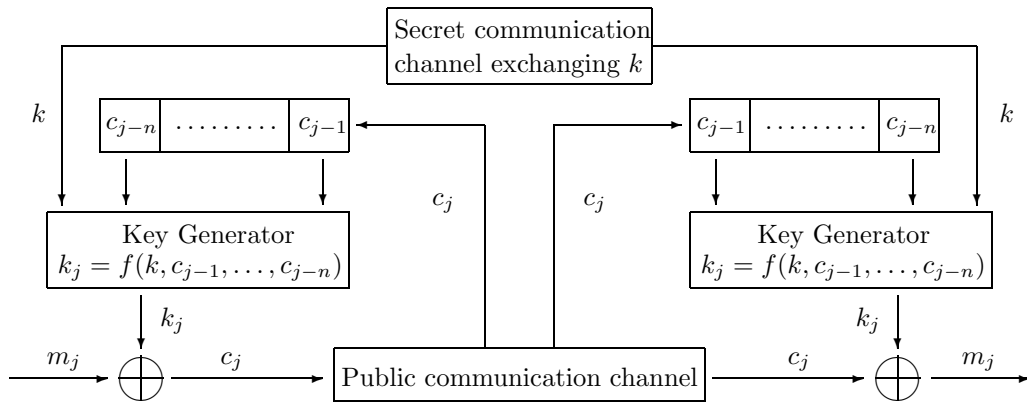 Secret communication
channel exchanging k
k
c_{j−n} ……… c_{j−1}
c_{j−1} ……… c_{j−n}
k
c_j
c_j
Key Generator
k_j = f(k, c_{j−1}, …, c_{j−n})
Key Generator
k_j = f(k, c_{j−1}, …, c_{j−n})
k_j
k_j
m_j
c_j
Public communication channel
c_j
m_j